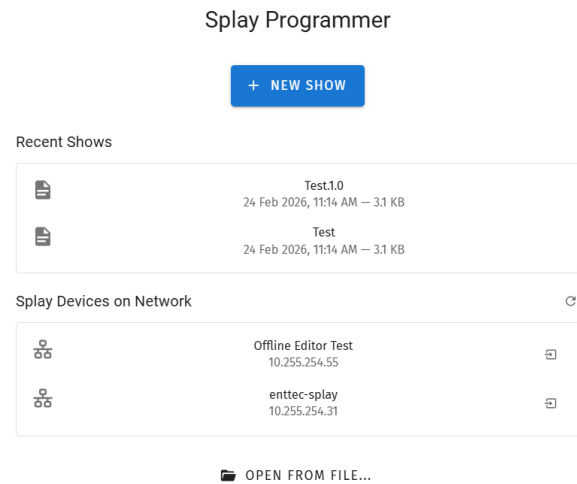 Splay Programmer
+ NEW SHOW
Recent Shows
Test.1.0
24 Feb 2026, 11:14 AM — 3.1 KB
Test
24 Feb 2026, 11:14 AM — 3.1 KB
Splay Devices on Network
Offline Editor Test
10.255.254.55
enttec-splay
10.255.254.31
OPEN FROM FILE...